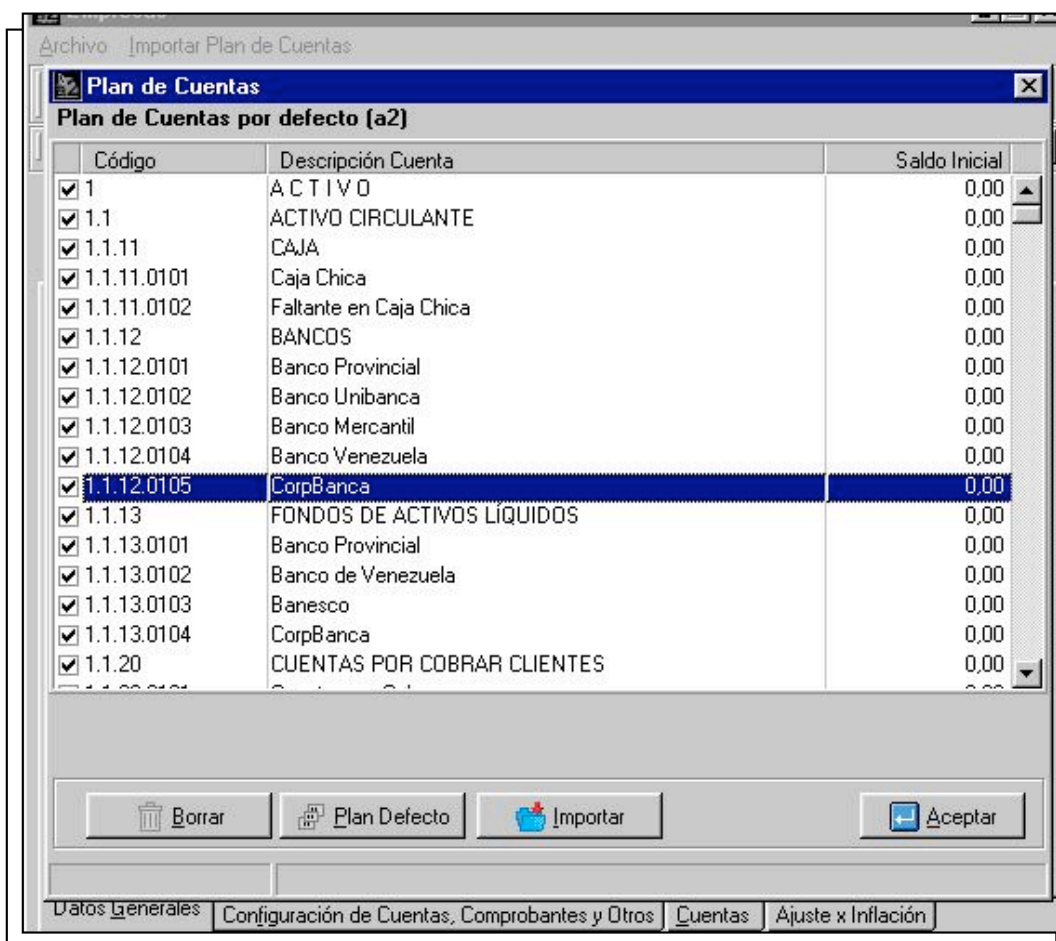 Archivo Importar Plan de Cuentas
Plan de Cuentas
Plan de Cuentas por defecto (a2)
Código Descripción Cuenta Saldo Inicial
1 A C T I V O 0,00
1.1 ACTIVO CIRCULANTE 0,00
1.1.11 CAJA 0,00
1.1.11.0101 Caja Chica 0,00
1.1.11.0102 Faltante en Caja Chica 0,00
1.1.12 BANCOS 0,00
1.1.12.0101 Banco Provincial 0,00
1.1.12.0102 Banco Unibanca 0,00
1.1.12.0103 Banco Mercantil 0,00
1.1.12.0104 Banco Venezuela 0,00
1.1.12.0105 CorpBanca 0,00
1.1.13 FONDOS DE ACTIVOS LÍQUIDOS 0,00
1.1.13.0101 Banco Provincial 0,00
1.1.13.0102 Banco de Venezuela 0,00
1.1.13.0103 Banesco 0,00
1.1.13.0104 CorpBanca 0,00
1.1.20 CUENTAS POR COBRAR CLIENTES 0,00
Borrar Plan Defecto Importar Aceptar
Datos Generales Configuración de Cuentas, Comprobantes y Otros Cuentas Ajuste x Inflación